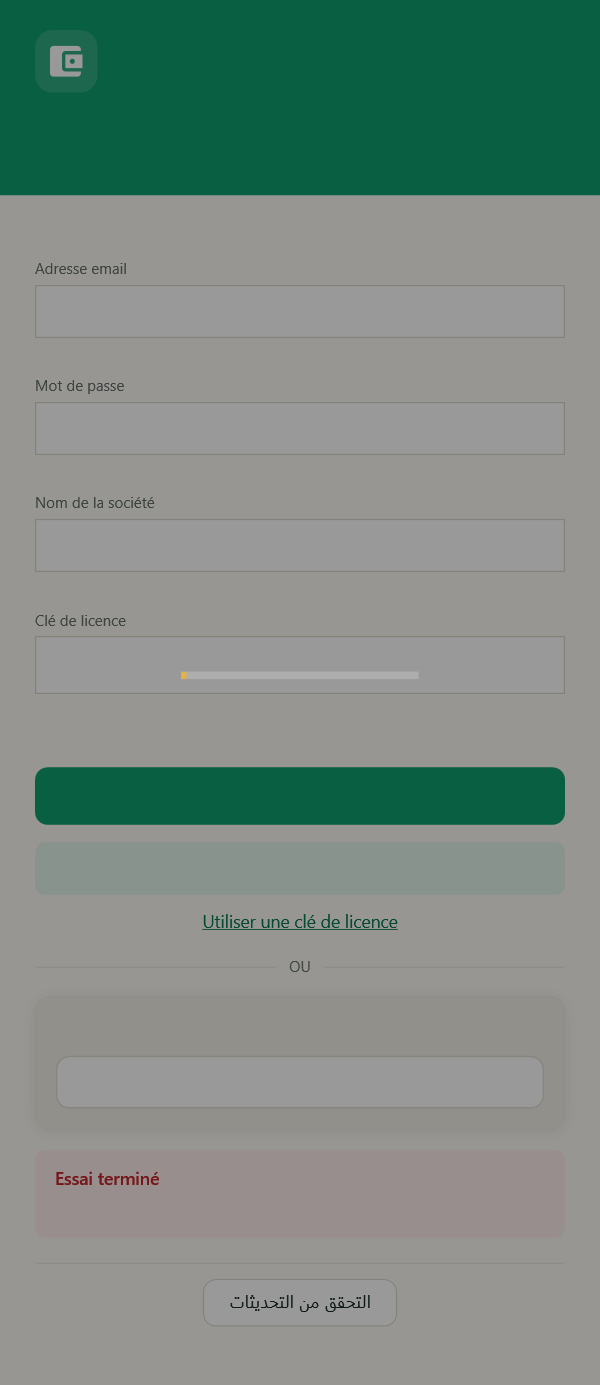 Adresse email
Mot de passe
Nom de la société
Clé de licence
Utiliser une clé de licence
OU
Essai terminé
التحقق من التحديثات